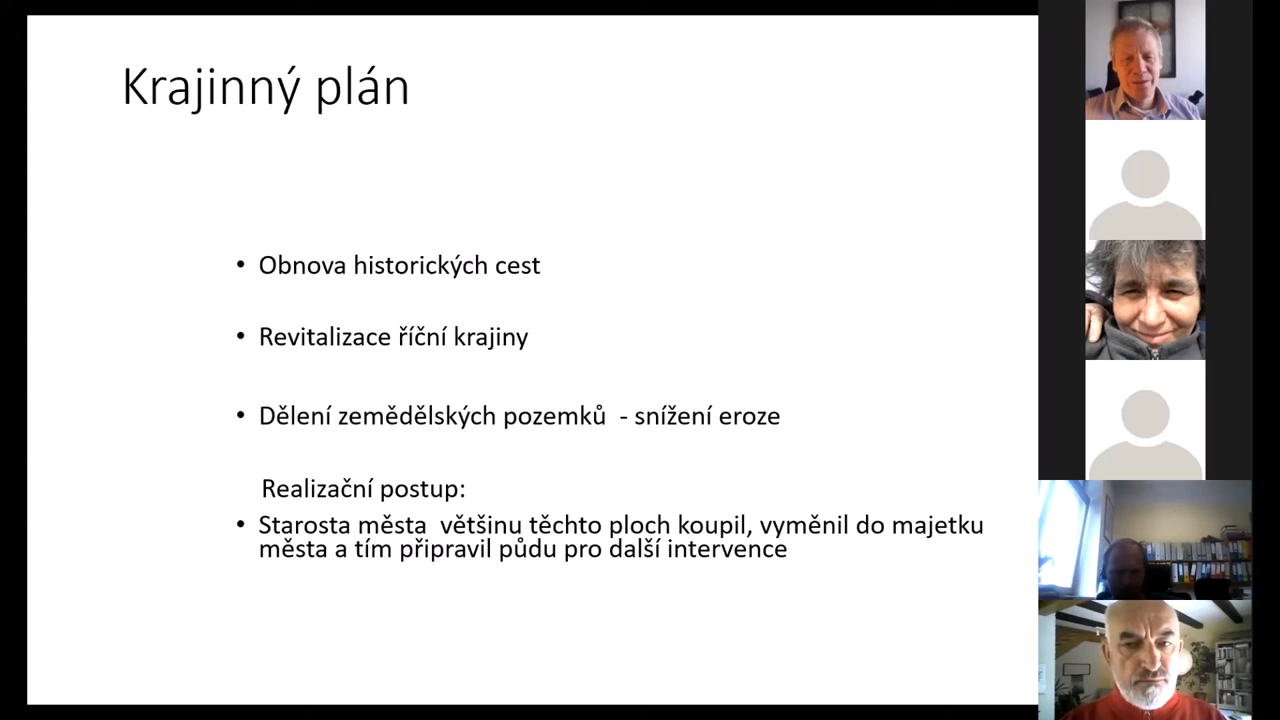 Krajinný plán
• Obnova historických cest
• Revitalizace říční krajiny
• Dělení zemědělských pozemků - snížení eroze
Realizační postup:
• Starosta města většinu těchto ploch koupil, vyměnil do majetku
města a tím připravil půdu pro další intervence